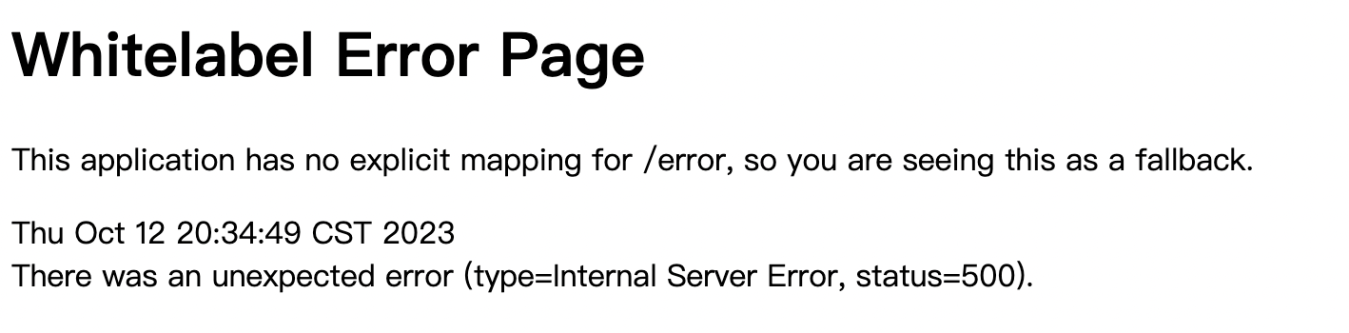 Whitelabel Error Page
This application has no explicit mapping for /error, so you are seeing this as a fallback.
Thu Oct 12 20:34:49 CST 2023
There was an unexpected error (type=Internal Server Error, status=500).